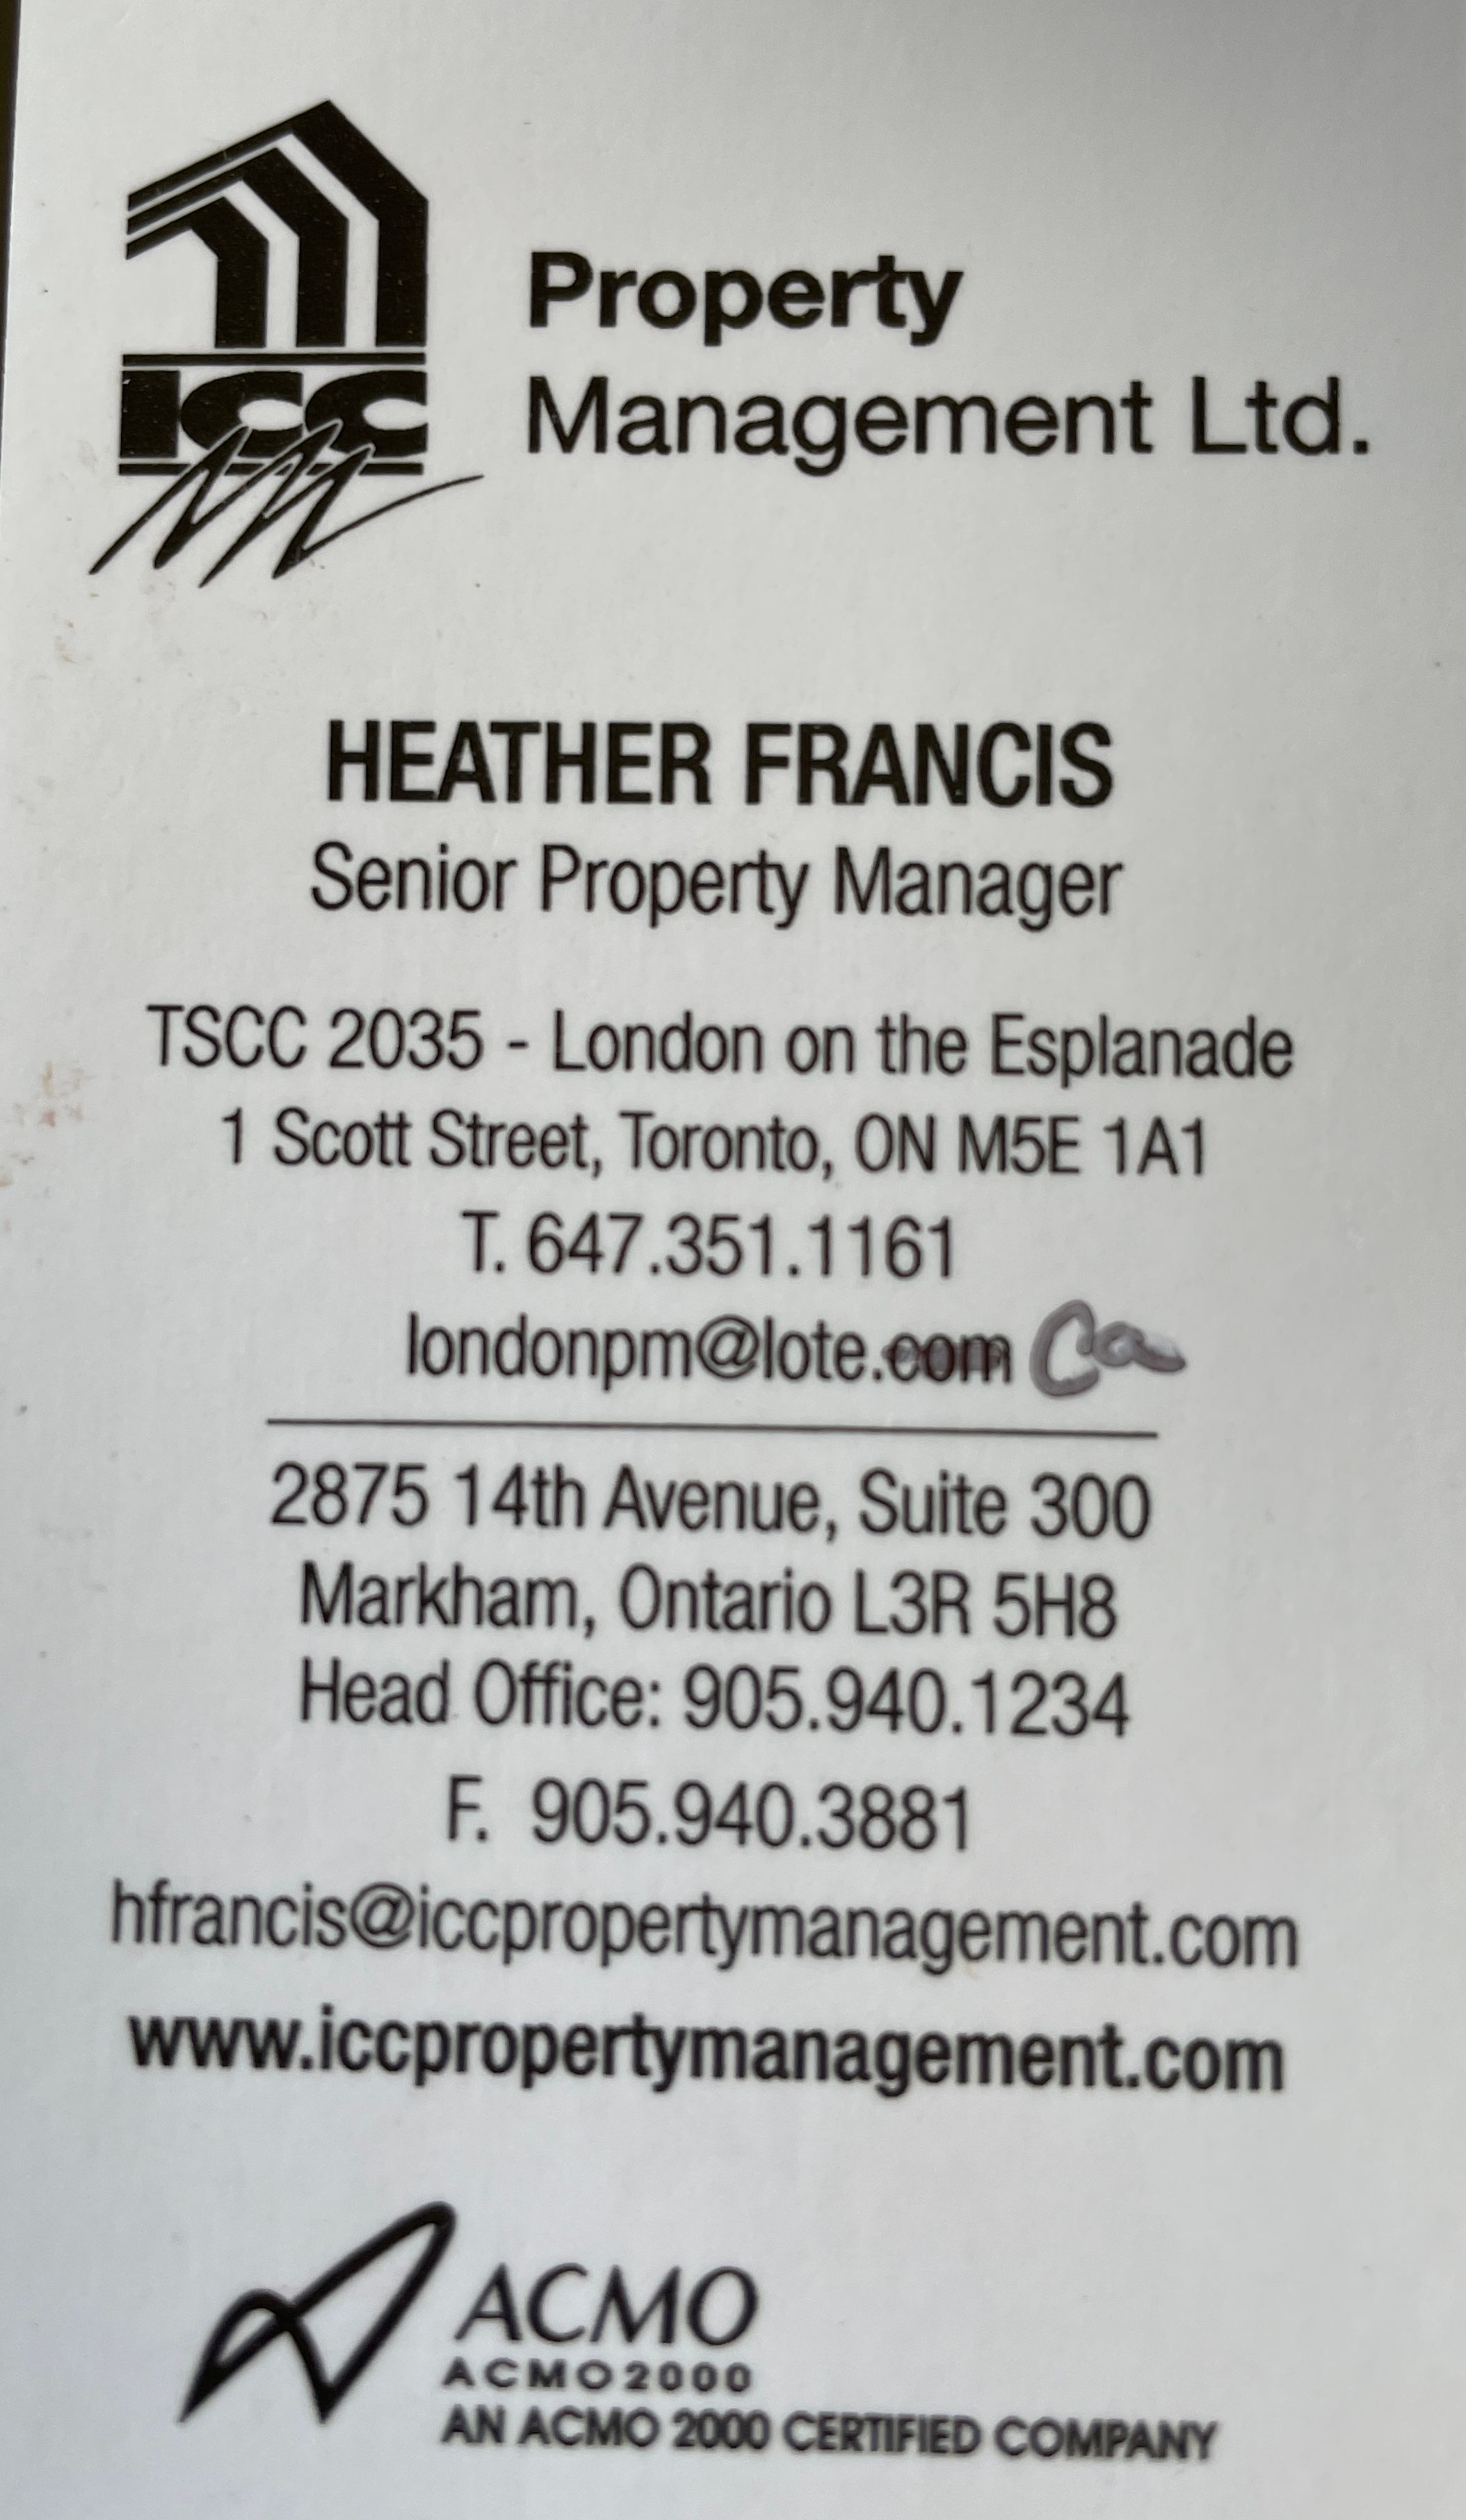 ICC
Property
Management Ltd.
HEATHER FRANCIS
Senior Property Manager
TSCC 2035 - London on the Esplanade
1 Scott Street, Toronto, ON M5E 1A1
T. 647.351.1161
londonpm@lote.com Ca
2875 14th Avenue, Suite 300
Markham, Ontario L3R 5H8
Head Office: 905.940.1234
F. 905.940.3881
hfrancis@iccpropertymanagement.com
www.iccpropertymanagement.com
ACMO
ACMO2000
AN ACMO 2000 CERTIFIED COMPANY